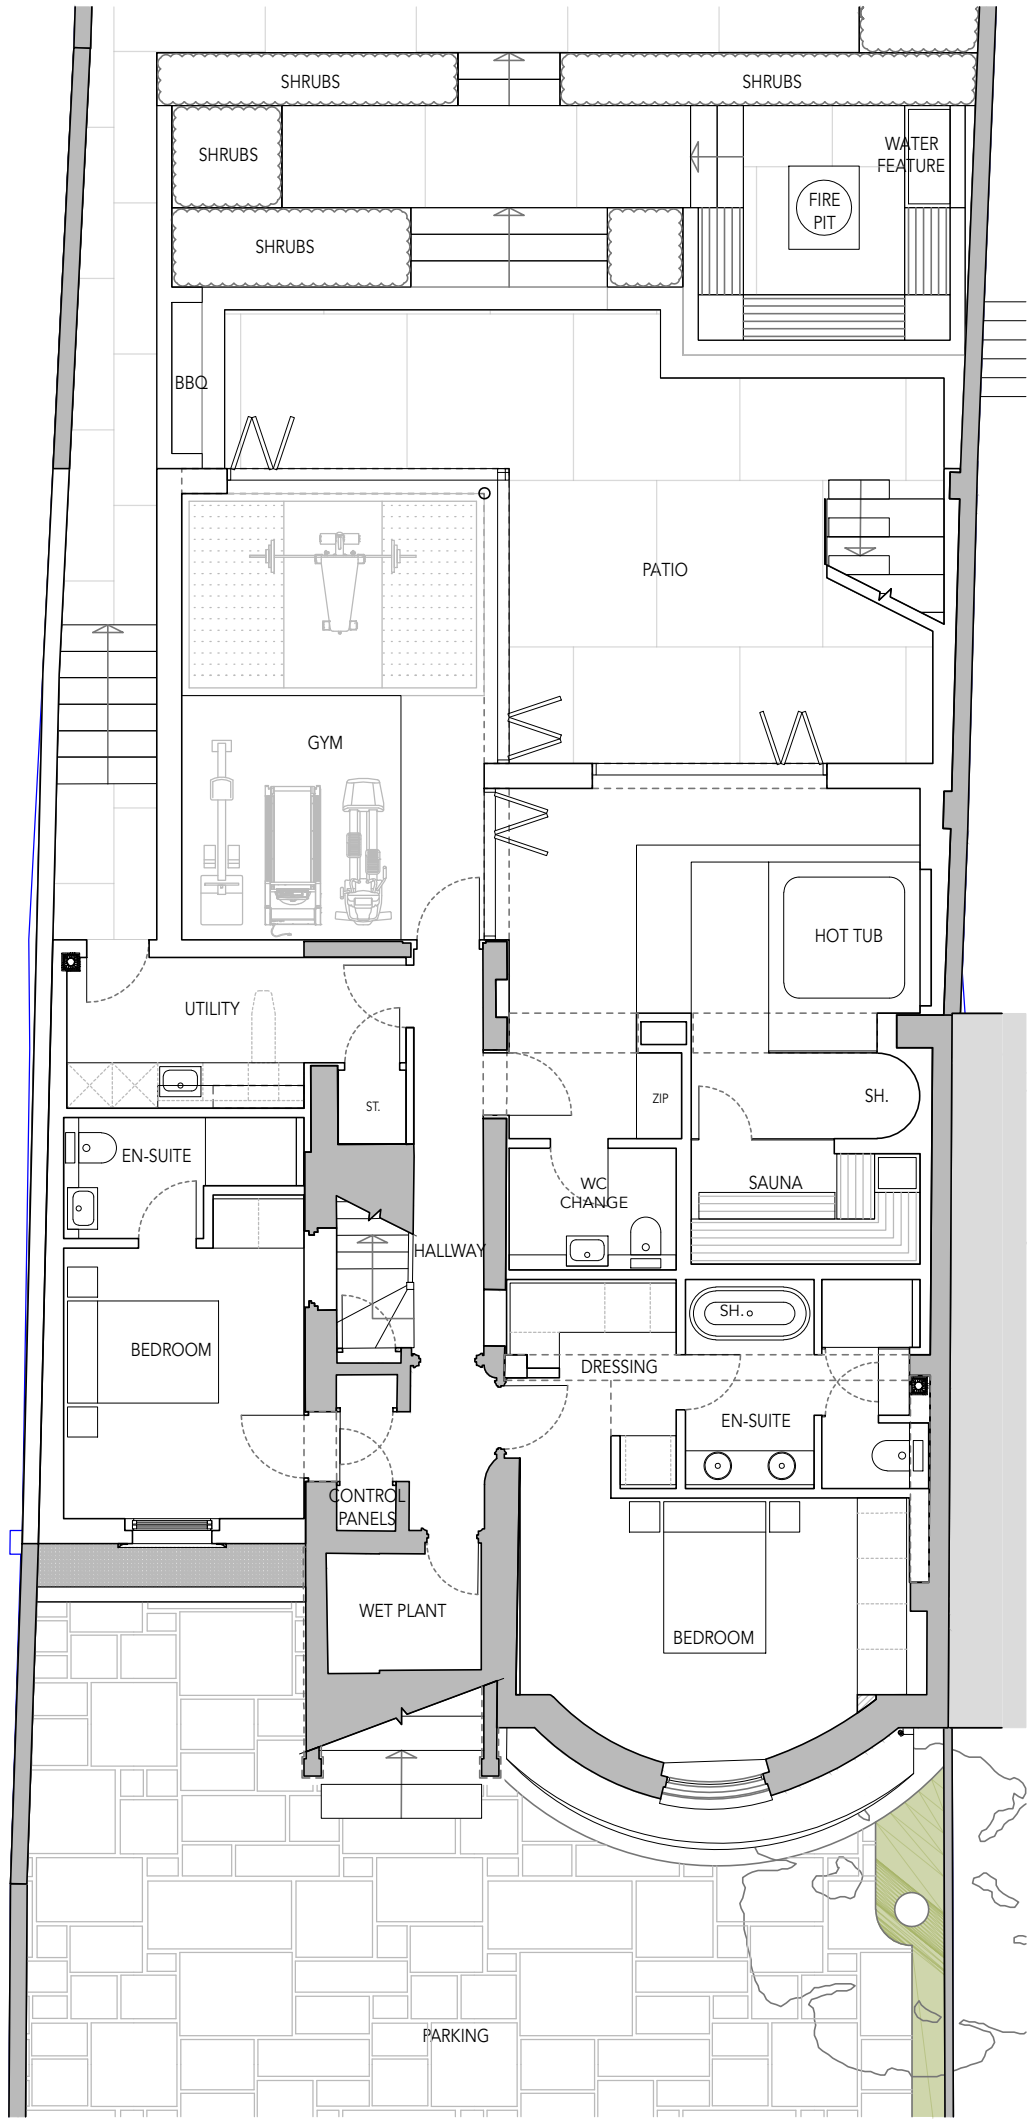 SHRUBS
SHRUBS
SHRUBS
WATER
FEATURE
FIRE
PIT
SHRUBS
BBQ
PATIO
GYM
HOT TUB
UTILITY
ST.
ZIP
SH.
EN-SUITE
WC
CHANGE
SAUNA
HALLWAY
SH.
BEDROOM
DRESSING
EN-SUITE
CONTROL
PANELS
WET PLANT
BEDROOM
PARKING